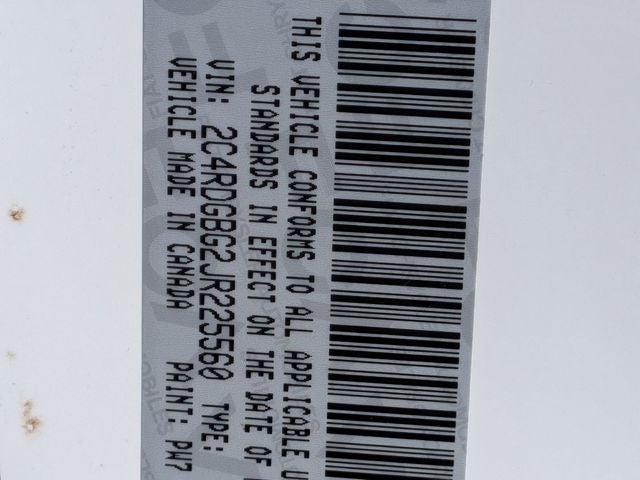 THIS VEHICLE CONFORMS TO ALL APPLICABLE
STANDARDS IN EFFECT ON THE DATE OF
VIN: 2C4RDGBG2JR225560 TYPE:
VEHICLE MADE IN CANADA PAINT: PW7